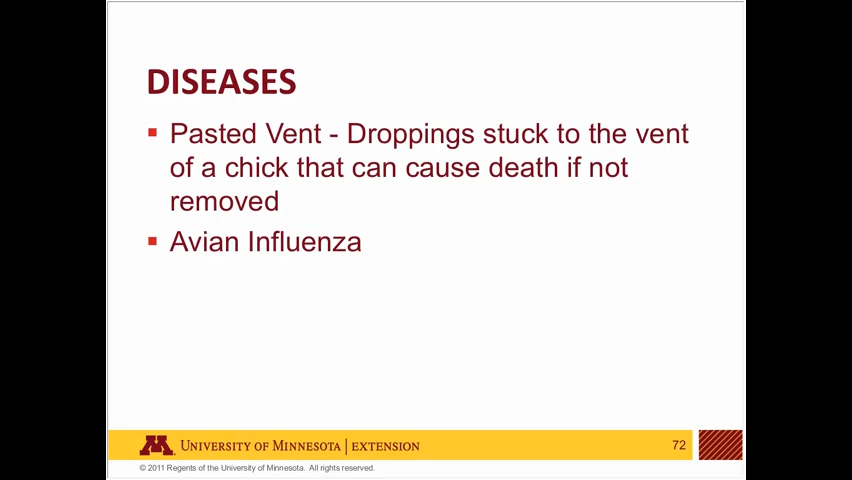 DISEASES
▪ Pasted Vent - Droppings stuck to the vent
of a chick that can cause death if not
removed
▪ Avian Influenza
M UNIVERSITY OF MINNESOTA | EXTENSION
72
© 2011 Regents of the University of Minnesota. All rights reserved.